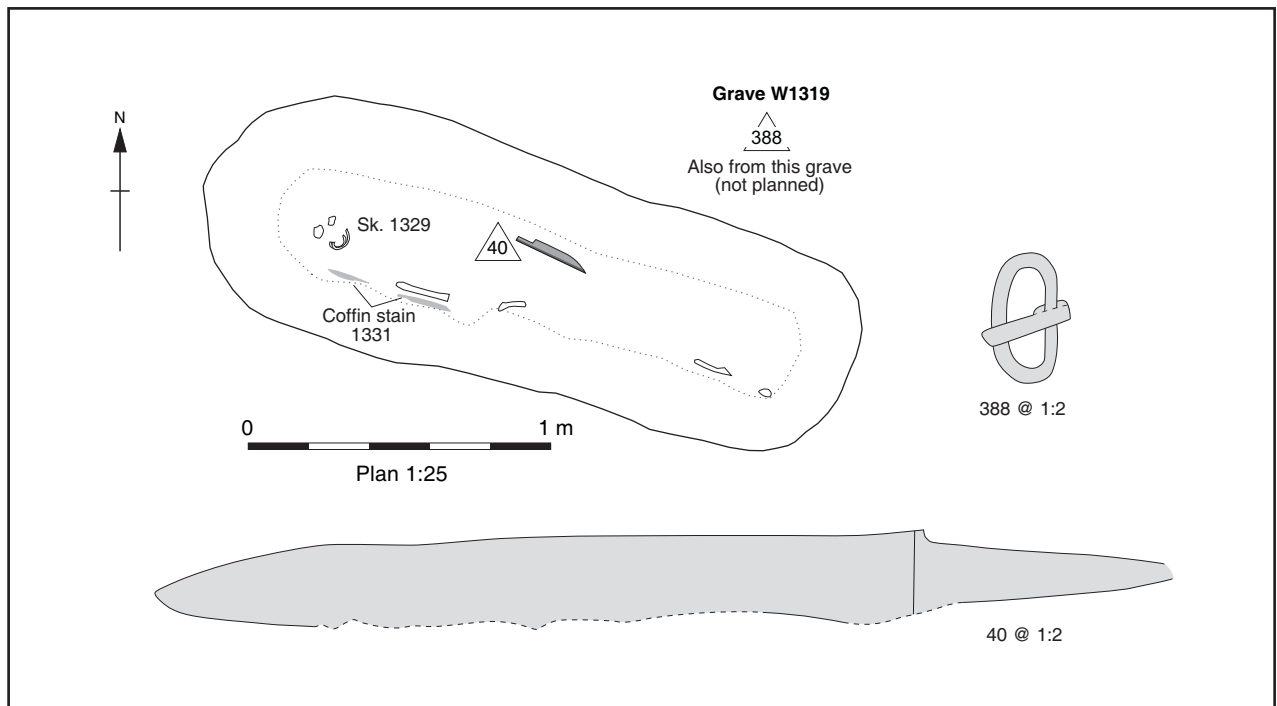 Grave W1319
N
388
Also from this grave
(not planned)
Sk. 1329
40
Coffin stain
1331
388 @ 1:2
0 1 m
Plan 1:25
40 @ 1:2